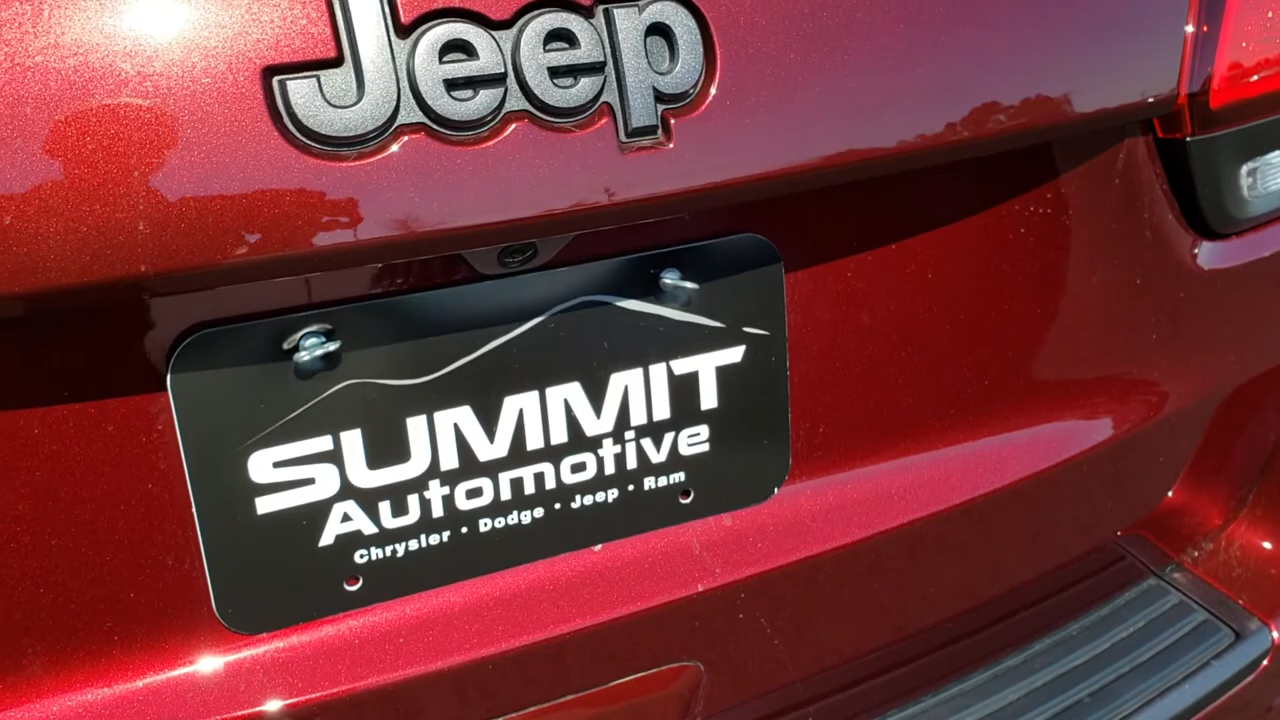 Jeep
SUMMIT
Automotive
Chrysler • Dodge • Jeep • Ram